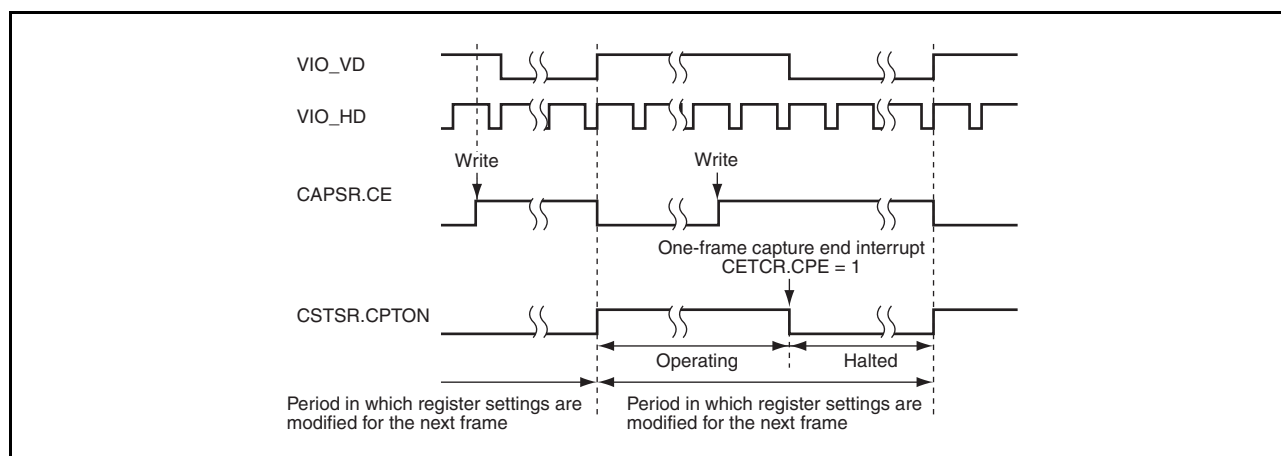 VIO_VD
VIO_HD
Write
Write
CAPSR.CE
One-frame capture end interrupt
CETCR.CPE = 1
CSTSR.CPTON
Operating
Halted
Period in which register settings are
modified for the next frame
Period in which register settings are
modified for the next frame